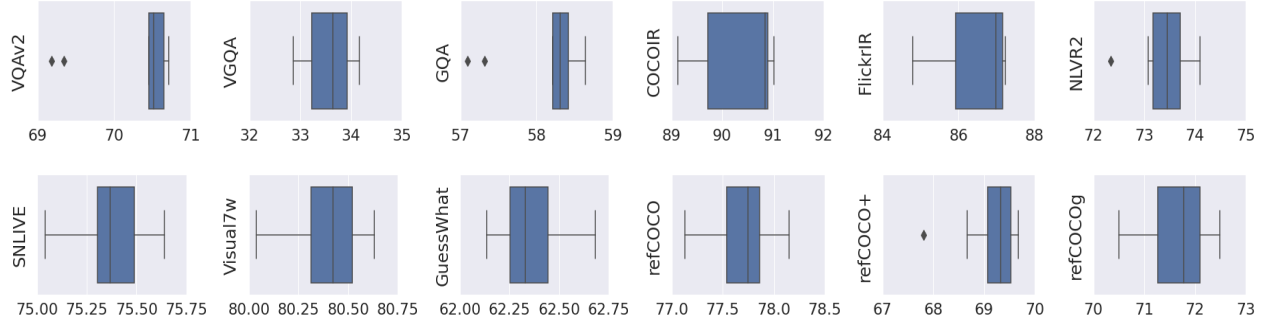 VQAv2
69 70 71
VGQA
32 33 34 35
GQA
57 58 59
COCOIR
89 90 91 92
FlickrIR
84 86 88
NLVR2
72 73 74 75
SNLIVE
75.00 75.25 75.50 75.75
Visual7w
80.00 80.25 80.50 80.75
GuessWhat
62.00 62.25 62.50 62.75
refCOCO
77.0 77.5 78.0 78.5
refCOCO+
67 68 69 70
refCOCOg
70 71 72 73